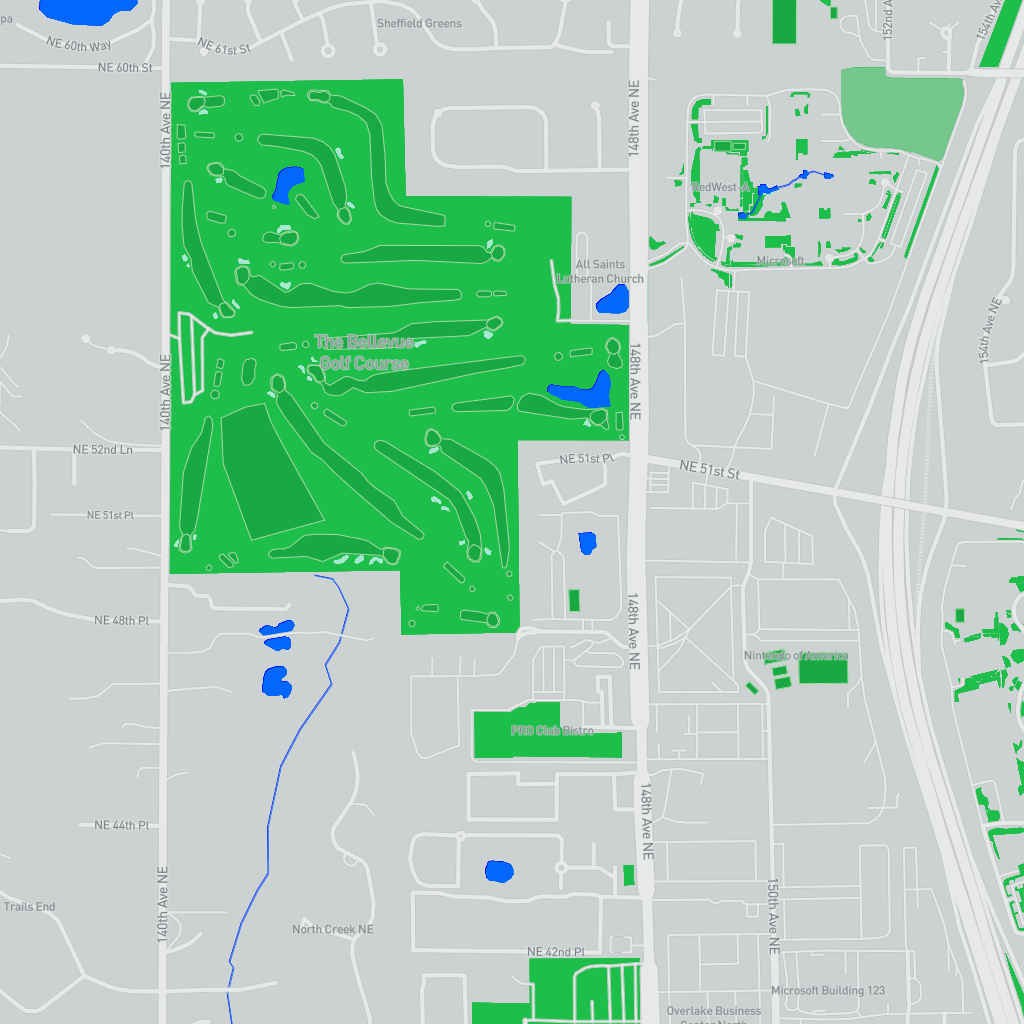 Sheffield Greens
152nd A
154th A
pa
NE 60th Way
NE 61st St
NE 60th St
140th Ave NE
148th Ave NE
RedWest-A
Microsoft
All Saints
Lutheran Church
154th Ave NE
The Bellevue
Golf Course
140th Ave NE
148th Ave NE
NE 52nd Ln
NE 51st Pl
NE 51st St
NE 51st Pl
NE 48th Pl
148th Ave NE
Nintendo of America
PRO Club Bistro
NE 44th Pl
148th Ave NE
140th Ave NE
150th Ave NE
Trails End
North Creek NE
NE 42nd Pl
Microsoft Building 123
Overlake Business
Center North